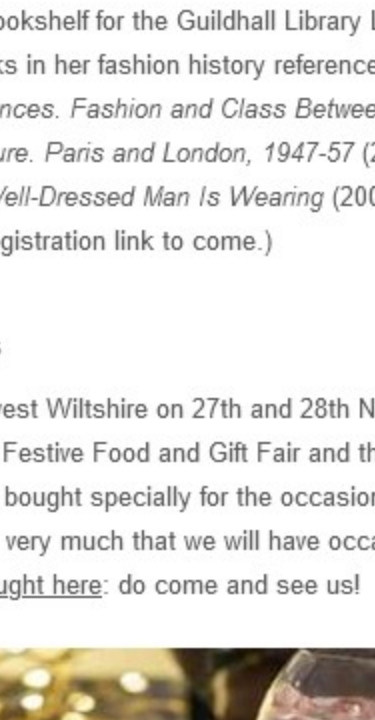 ookshelf for the Guildhall Library L
ks in her fashion history reference
nces. Fashion and Class Betwee
ure. Paris and London, 1947-57 (2
Well-Dressed Man Is Wearing (200
gistration link to come.)
s
vest Wiltshire on 27th and 28th N
Festive Food and Gift Fair and th
bought specially for the occasion
very much that we will have occa
ught here: do come and see us!